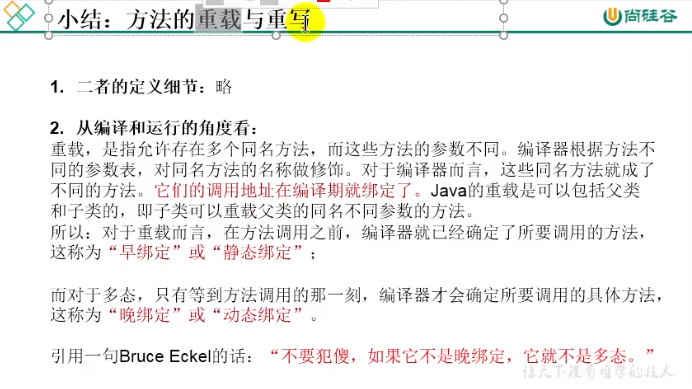 小结：方法的重载与重写
尚硅谷
1. 二者的定义细节：略
2. 从编译和运行的角度看：
重载，是指允许存在多个同名方法，而这些方法的参数不同。编译器根据方法不
同的参数表，对同名方法的名称做修饰。对于编译器而言，这些同名方法就成了
不同的方法。它们的调用地址在编译期就绑定了。Java的重载是可以包括父类
和子类的，即子类可以重载父类的同名不同参数的方法。
所以：对于重载而言，在方法调用之前，编译器就已经确定了所要调用的方法，
这称为“早绑定”或“静态绑定”；
而对于多态，只有等到方法调用的那一刻，编译器才会确定所要调用的具体方法，
这称为“晚绑定”或“动态绑定”。
引用一句Bruce Eckel的话：“不要犯傻，如果它不是晚绑定，它就不是多态。”
让天下没有难学的技术